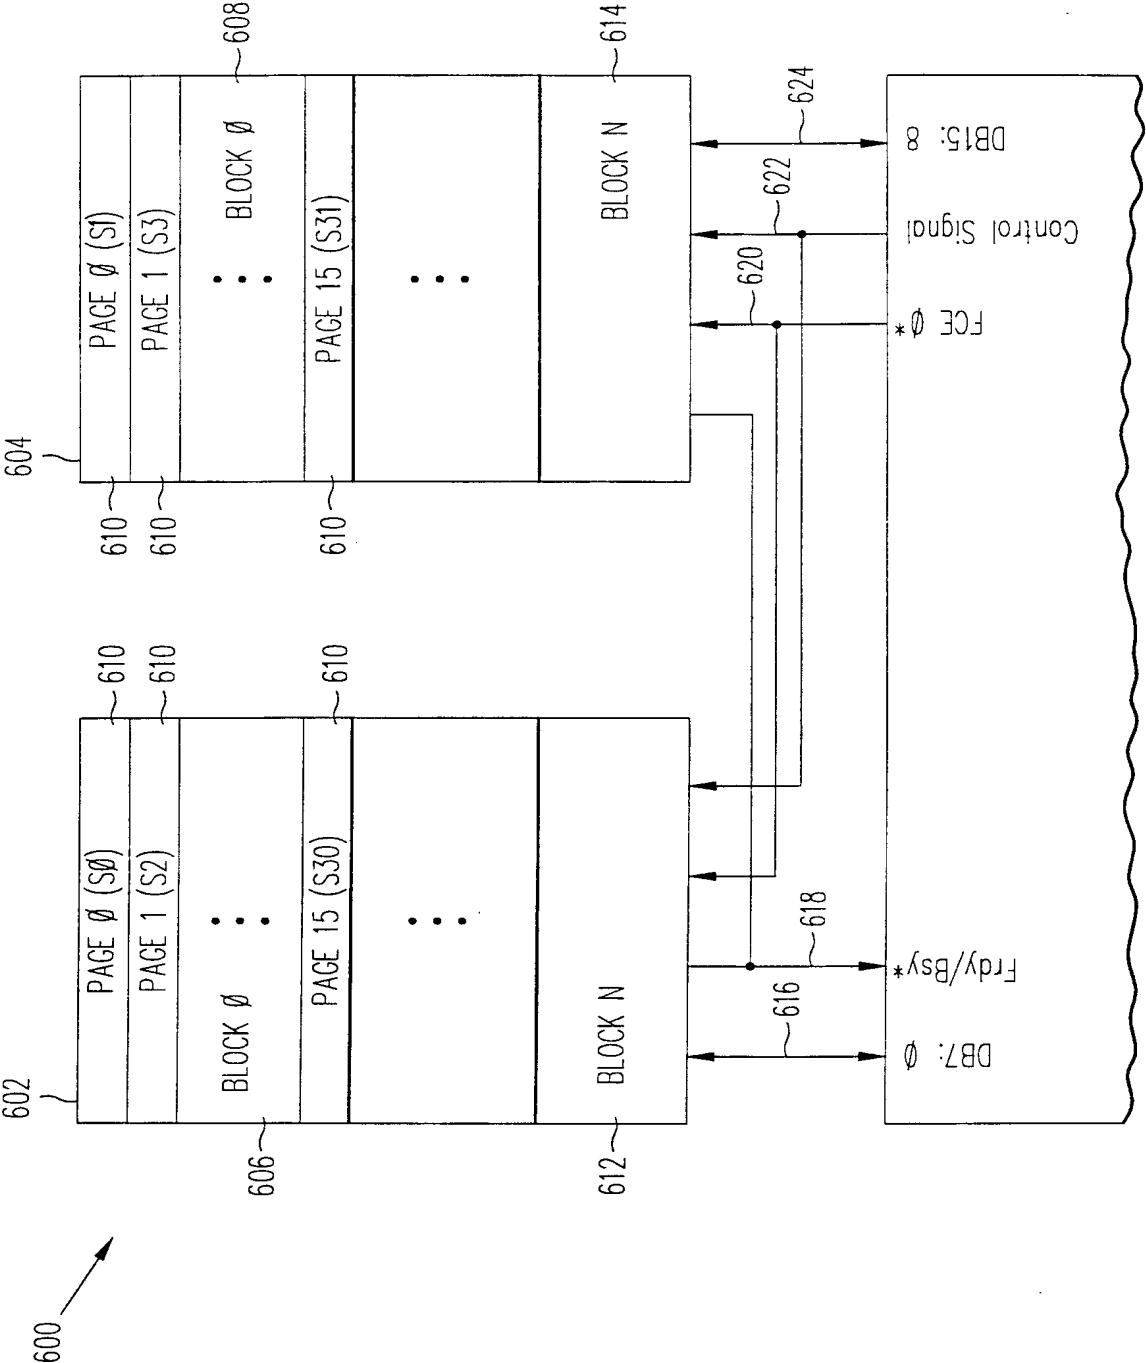 600
602
604
PAGE Ø (SØ)
610
610
PAGE Ø (S1)
PAGE 1 (S2)
610
610
PAGE 1 (S3)
606
BLOCK Ø
BLOCK Ø
608
PAGE 15 (S30)
610
610
PAGE 15 (S31)
612
BLOCK N
BLOCK N
614
616
618
620
622
624
DB7: Ø
Frdy/Bsy*
FCE Ø*
Control Signal
DB15: 8